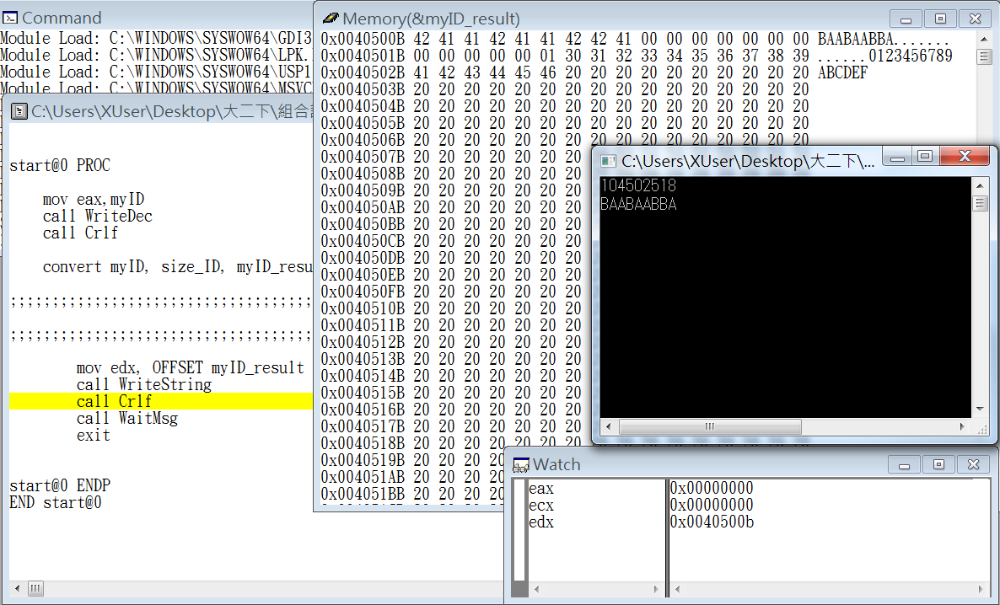 Command
Module Load: C:\WINDOWS\SYSWOW64\GDI3
Module Load: C:\WINDOWS\SYSWOW64\LPK.
Module Load: C:\WINDOWS\SYSWOW64\USP1
Module Load: C:\WINDOWS\SYSWOW64\MSVC
C:\Users\XUser\Desktop\大二下\組合
start@0 PROC
mov eax,myID
call WriteDec
call Crlf
convert myID, size_ID, myID_resu
;;;;;;;;;;;;;;;;;;;;;;;;;;;;;;;;;;;;
;;;;;;;;;;;;;;;;;;;;;;;;;;;;;;;;;;;;
mov edx, OFFSET myID_result
call WriteString
call Crlf
call WaitMsg
exit
start@0 ENDP
END start@0
Memory(&myID_result)
0x0040500B 42 41 41 42 41 41 42 42 41 00 00 00 00 00 00 00 BAABAABBA.......
0x0040501B 00 00 00 00 00 01 30 31 32 33 34 35 36 37 38 39 ......0123456789
0x0040502B 41 42 43 44 45 46 20 20 20 20 20 20 20 20 20 20 ABCDEF
0x0040503B 20 20 20 20 20 20 20 20 20 20 20 20 20 20 20 20
0x0040504B 20 20 20 20 20 20 20 20 20 20 20 20 20 20 20 20
0x0040505B 20 20 20 20 20 20 20 20 20 20 20 20 20 20 20 20
0x0040506B 20 20 20 20 20 20 20 20 20 20 20 20 20 20 20 20
0x0040507B 20 20 20 20 20 20 20
0x0040508B 20 20 20 20 20 20 20
0x0040509B 20 20 20 20 20 20 20
0x004050AB 20 20 20 20 20 20 20
0x004050BB 20 20 20 20 20 20 20
0x004050CB 20 20 20 20 20 20 20
0x004050DB 20 20 20 20 20 20 20
0x004050EB 20 20 20 20 20 20 20
0x004050FB 20 20 20 20 20 20 20
0x0040510B 20 20 20 20 20 20 20
0x0040511B 20 20 20 20 20 20 20
0x0040512B 20 20 20 20 20 20 20
0x0040513B 20 20 20 20 20 20 20
0x0040514B 20 20 20 20 20 20 20
0x0040515B 20 20 20 20 20 20 20
0x0040516B 20 20 20 20 20 20 20
0x0040517B 20 20 20 20 20 20 20
0x0040518B 20 20 20 20 20 20 20
0x0040519B 20 20 20 20
0x004051AB 20 20 20 20
0x004051BB 20 20 20 20
C:\Users\XUser\Desktop\大二下\...
104502518
BAABAABBA
Watch
eax 0x00000000
ecx 0x00000000
edx 0x0040500b